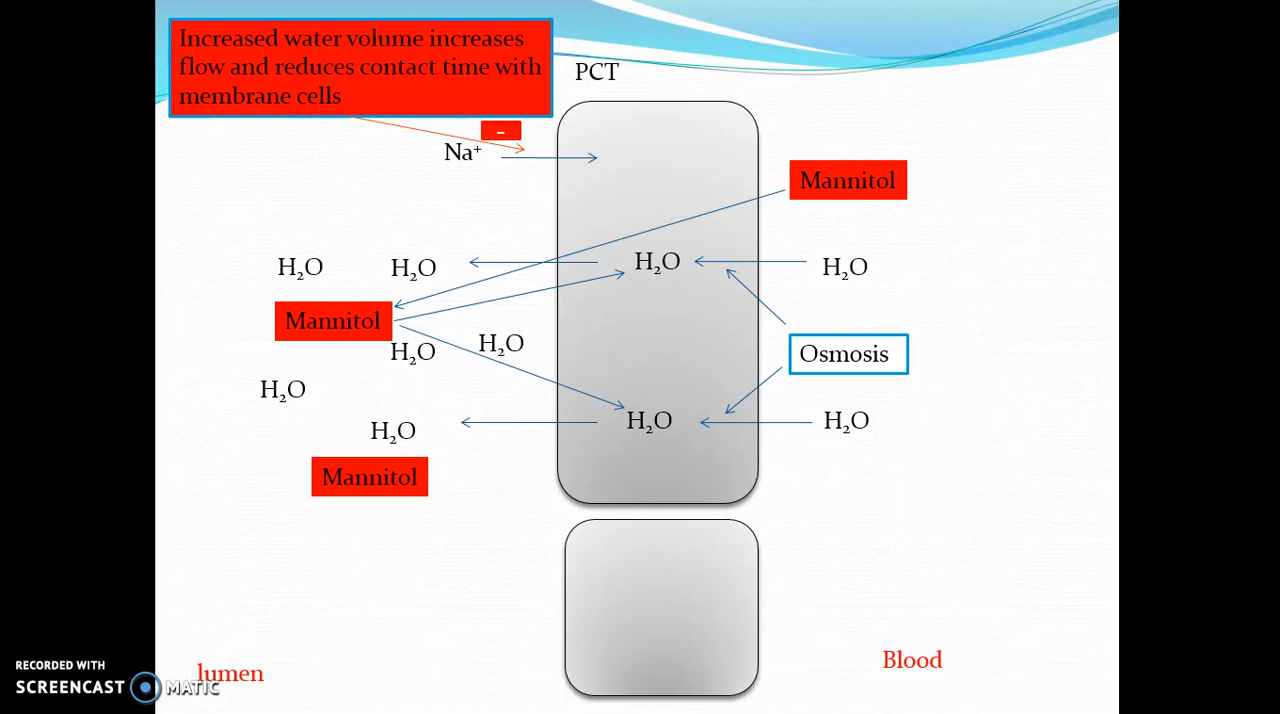 Increased water volume increases
flow and reduces contact time with
membrane cells
PCT
-
Na⁺
Mannitol
H₂O
H₂O
H₂O
H₂O
Mannitol
H₂O
H₂O
Osmosis
H₂O
H₂O
H₂O
H₂O
Mannitol
Blood
lumen
RECORDED WITH
SCREENCAST MATIC